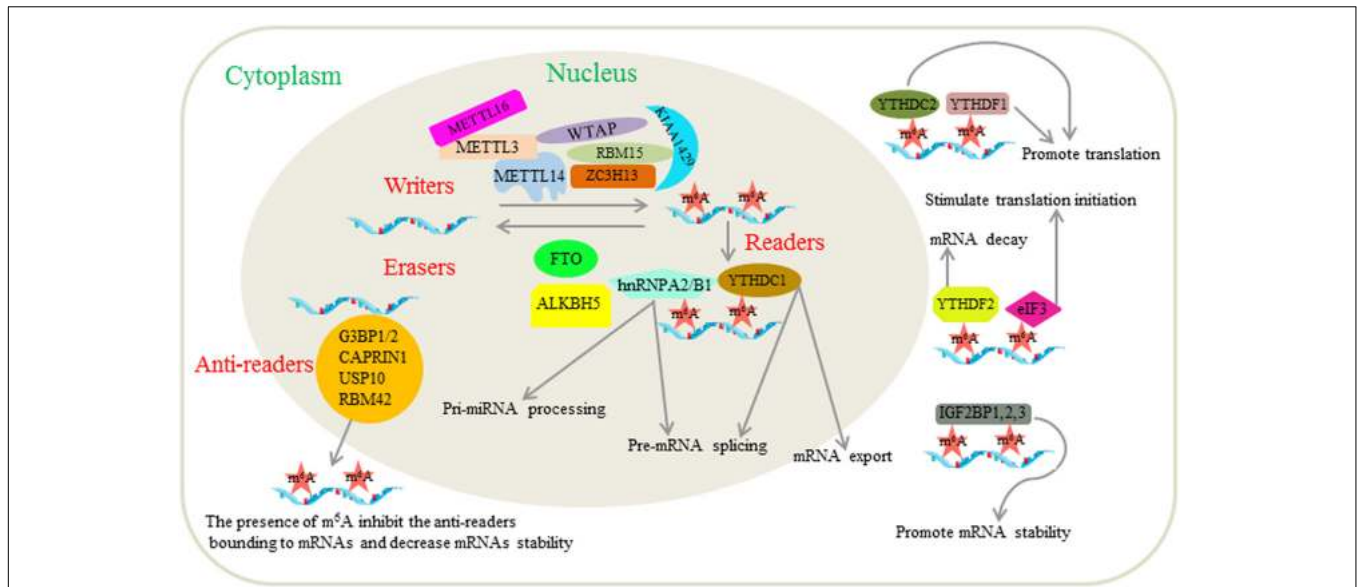 Cytoplasm
Nucleus
METTL16
METTL3
WTAP
KIAA1429
RBM15
METTL14
ZC3H13
Writers
m⁶A m⁶A
Erasers
Readers
FTO
ALKBH5
hnRNPA2/B1
YTHDC1
m⁶A m⁶A
Anti-readers
G3BP1/2
CAPRIN1
USP10
RBM42
Pri-miRNA processing
Pre-mRNA splicing
mRNA export
m⁶A m⁶A
The presence of m⁶A inhibit the anti-readers
bounding to mRNAs and decrease mRNAs stability
YTHDC2 YTHDF1
m⁶A m⁶A
Promote translation
Stimulate translation initiation
mRNA decay
YTHDF2
eIF3
m⁶A m⁶A
IGF2BP1,2,3
m⁶A m⁶A
Promote mRNA stability